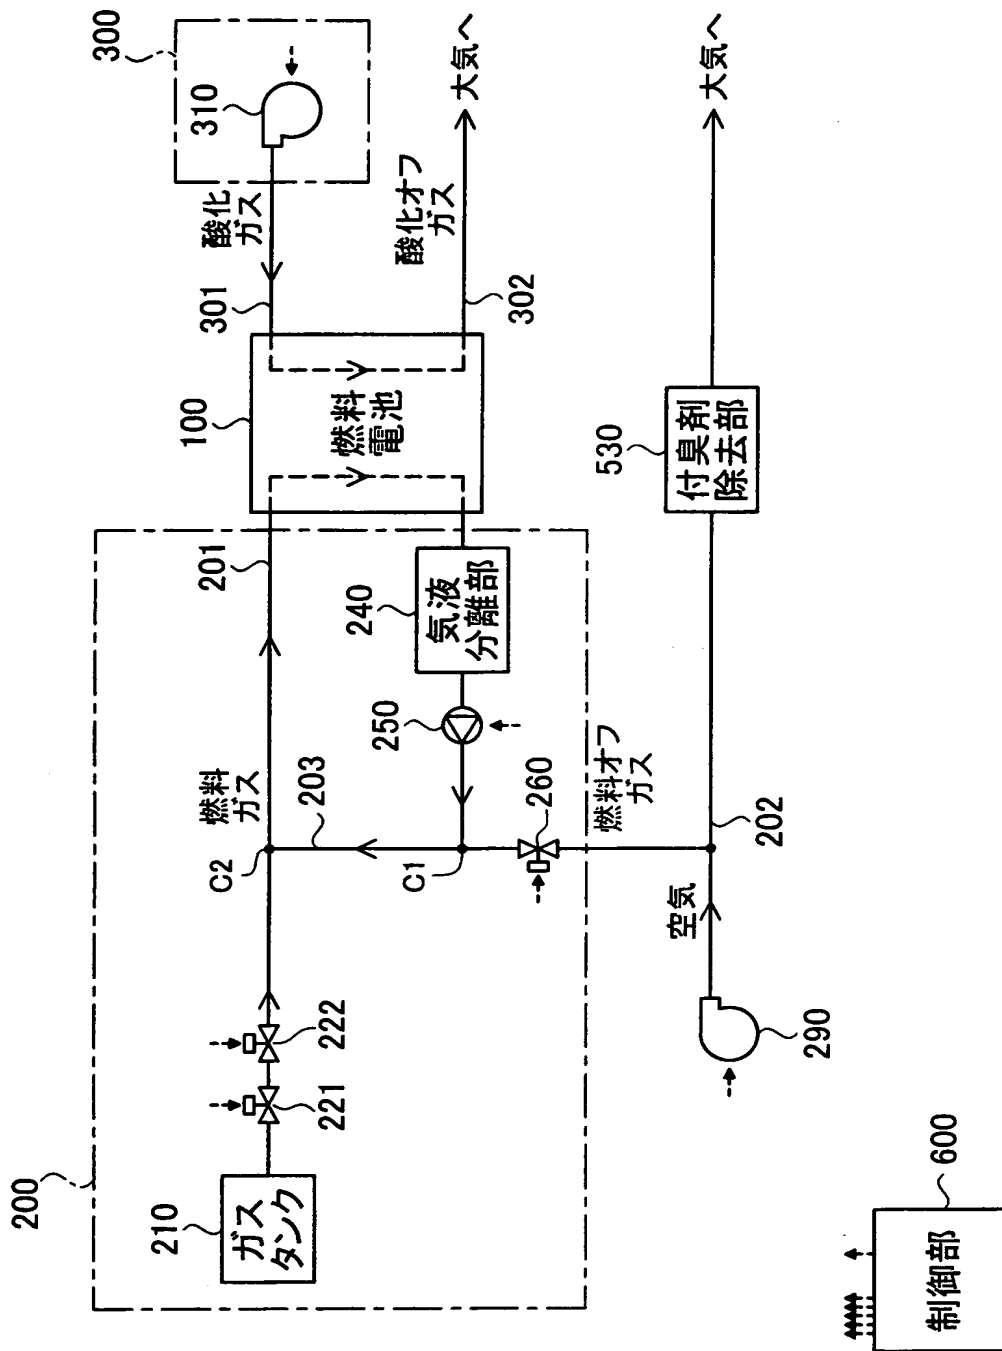 200
210
ガス
タンク
221
222
C2
燃料
ガス
203
201
100
燃料
電池
301
酸化
ガス
310
300
酸化オフ
ガス
302
大気へ
C1
250
240
気液
分離部
260
燃料オフ
ガス
空気
290
202
530
付臭剤
除去部
大気へ
600
制御部